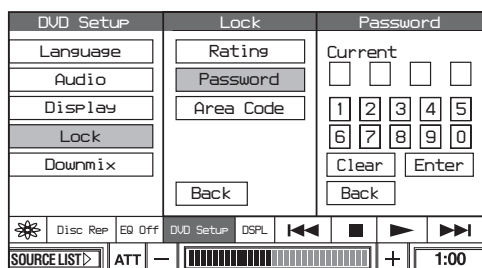 DVD Setup
Language
Audio
Display
Lock
Downmix
Lock
Rating
Password
Area Code
Back
Password
Current
1 2 3 4 5
6 7 8 9 0
Clear Enter
Back
Disc Rep EQ Off DVD Setup DSPL
SOURCE LIST ATT − + 1:00